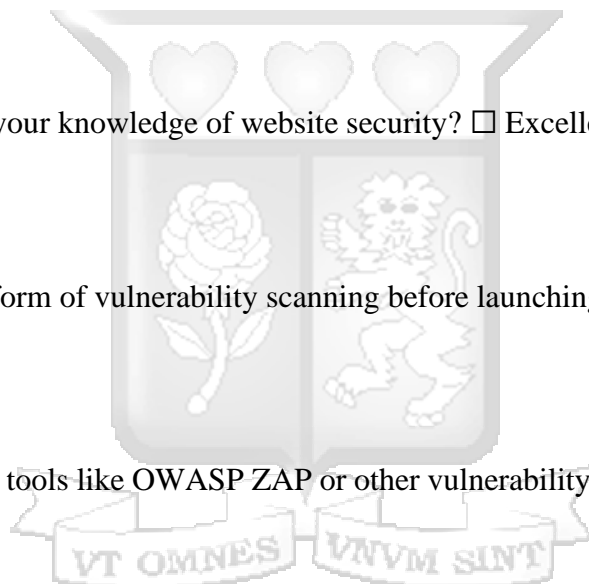 your knowledge of website security? ☐ Excelle
form of vulnerability scanning before launching
tools like OWASP ZAP or other vulnerability
VT OMNES VNVM SINT